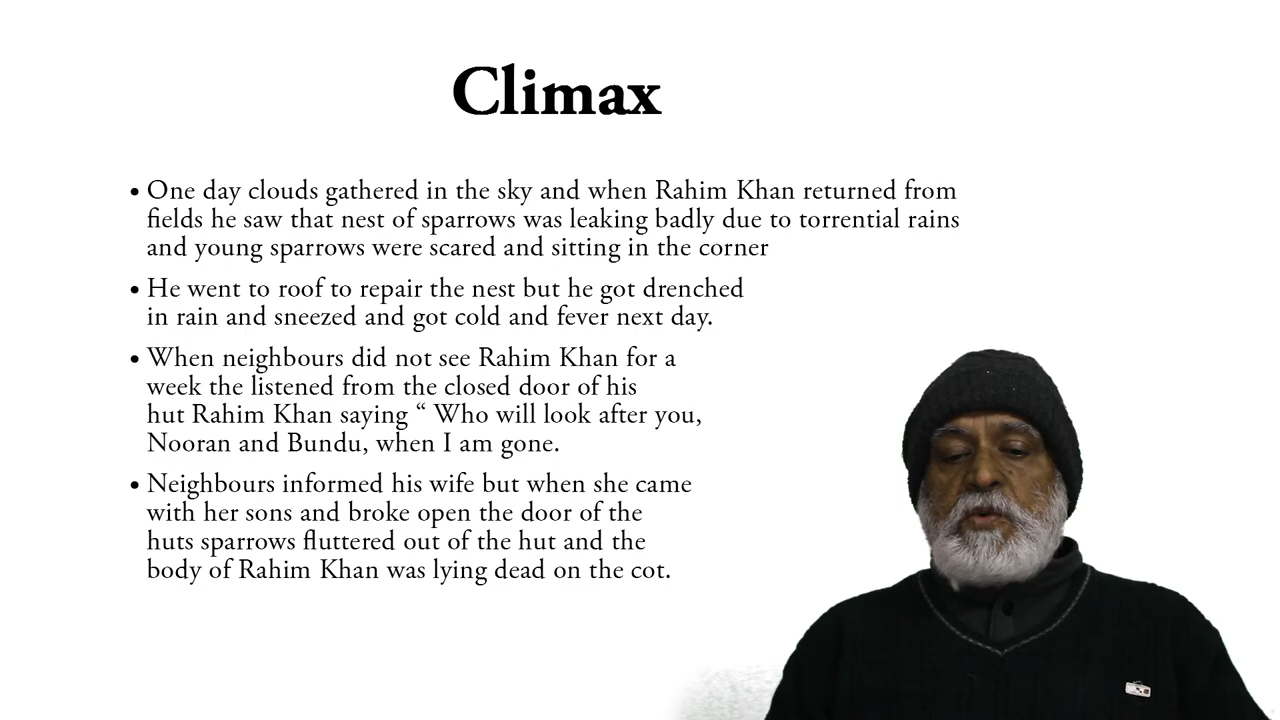 Climax
• One day clouds gathered in the sky and when Rahim Khan returned from
fields he saw that nest of sparrows was leaking badly due to torrential rains
and young sparrows were scared and sitting in the corner
• He went to roof to repair the nest but he got drenched
in rain and sneezed and got cold and fever next day.
• When neighbours did not see Rahim Khan for a
week the listened from the closed door of his
hut Rahim Khan saying “ Who will look after you,
Nooran and Bundu, when I am gone.
• Neighbours informed his wife but when she came
with her sons and broke open the door of the
huts sparrows fluttered out of the hut and the
body of Rahim Khan was lying dead on the cot.